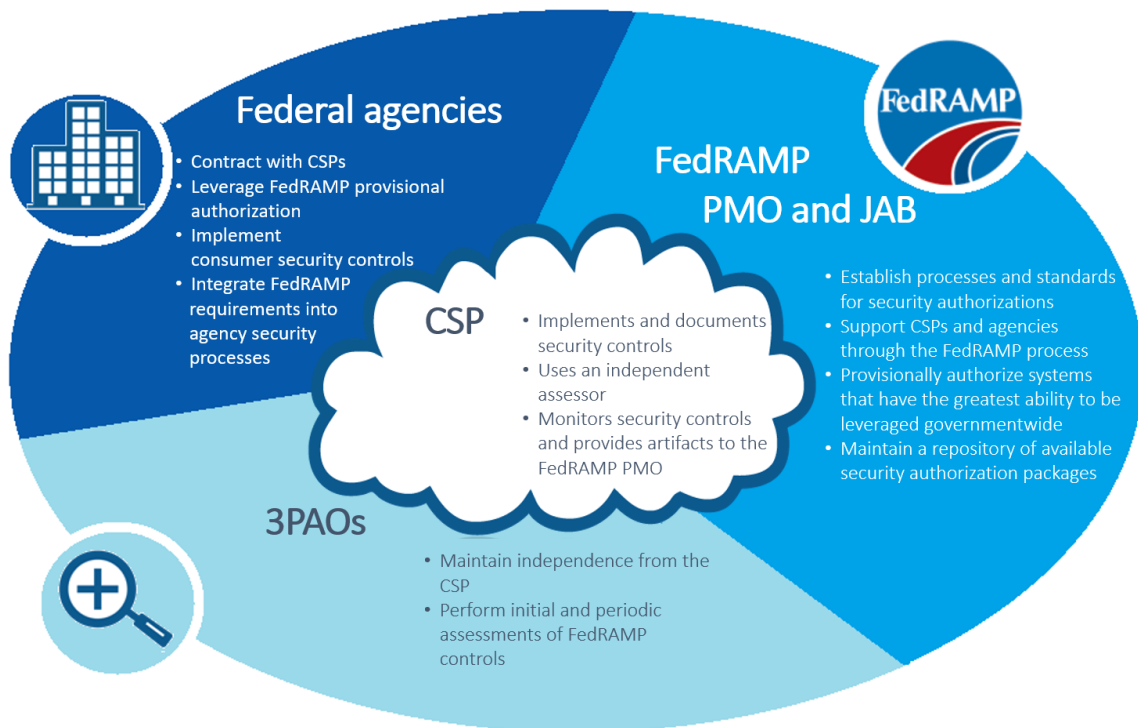 Federal agencies
• Contract with CSPs
• Leverage FedRAMP provisional
authorization
• Implement
consumer security controls
• Integrate FedRAMP
requirements into
agency security
processes
FedRAMP
FedRAMP
PMO and JAB
• Establish processes and standards
for security authorizations
• Support CSPs and agencies
through the FedRAMP process
• Provisionally authorize systems
that have the greatest ability to be
leveraged governmentwide
• Maintain a repository of available
security authorization packages
CSP
• Implements and documents
security controls
• Uses an independent
assessor
• Monitors security controls
and provides artifacts to the
FedRAMP PMO
3PAOs
• Maintain independence from the
CSP
• Perform initial and periodic
assessments of FedRAMP
controls